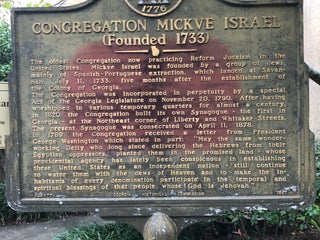 1776
CONGREGATION MICKVE ISRAEL
(Founded 1733)
The oldest Congregation now practicing Reform Judaism in the
United States, Mickve Israel was founded by a group of Jews,
mainly of Spanish-Portuguese extraction, which landed at Savan-
nah July 11, 1733, five months after the establishment of
the Colony of Georgia.
The Congregation was incorporated in perpetuity by a special
Act of the Georgia Legislature on November 20, 1790. After having
worshipped in various temporary quarters for almost a century,
in 1820 the Congregation built its own Synagogue - the first in
Georgia - at the Northeast corner of Liberty and Whitaker Streets.
The present Synagogue was consecrated April 11, 1878.
In 1789 the Congregation received a letter from President
George Washington which stated in part: "May the same wonder-
working Deity who long since delivering the Hebrews from their
Egyptian oppressors, planted them in the promised land - whose
providential agency has lately been conspicuous in establishing
these United States as an independent nation - still continue
to water them with the dews of Heaven and to make the in-
habitants of every denomination participate in the temporal and
spiritual blessings of that people whose God is Jehovah."
GEORGIA HISTORICAL COMMISSION